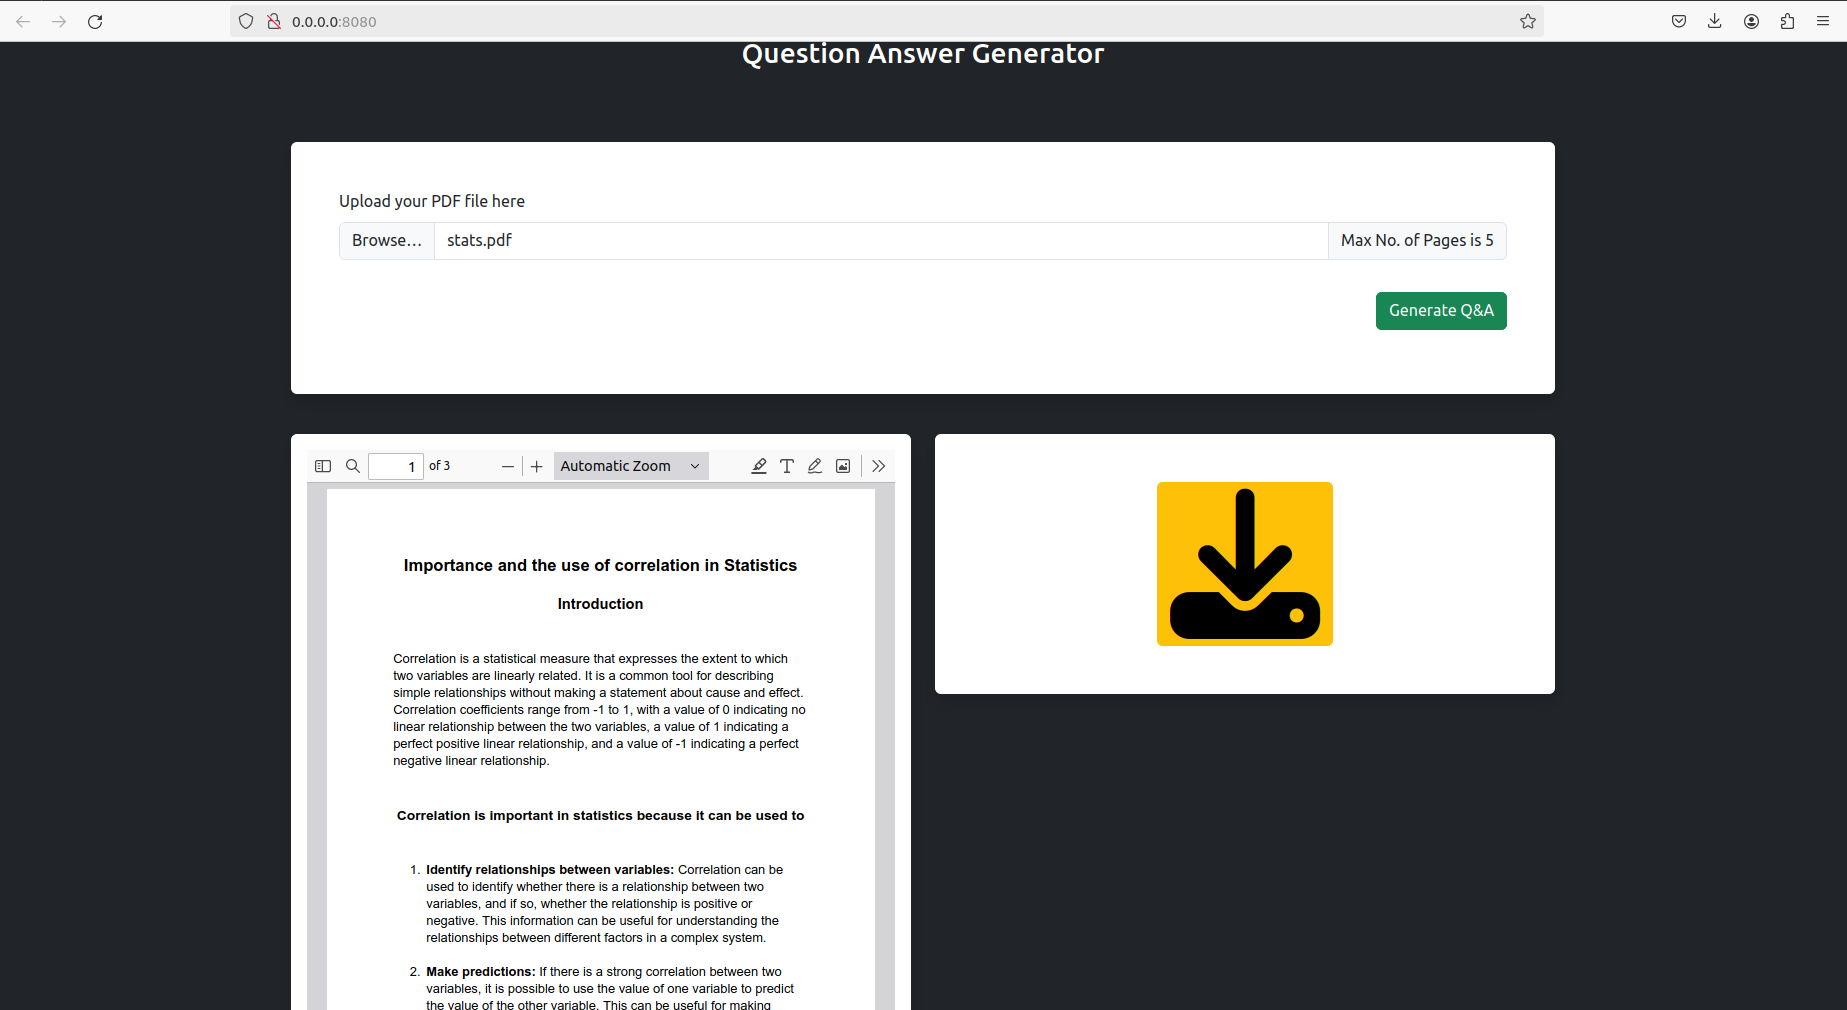 0.0.0.0:8080
Question Answer Generator
Upload your PDF file here
Browse... stats.pdf Max No. of Pages is 5
Generate Q&A
1 of 3 Automatic Zoom
Importance and the use of correlation in Statistics
Introduction
Correlation is a statistical measure that expresses the extent to which
two variables are linearly related. It is a common tool for describing
simple relationships without making a statement about cause and effect.
Correlation coefficients range from -1 to 1, with a value of 0 indicating no
linear relationship between the two variables, a value of 1 indicating a
perfect positive linear relationship, and a value of -1 indicating a perfect
negative linear relationship.
Correlation is important in statistics because it can be used to
1. Identify relationships between variables: Correlation can be
used to identify whether there is a relationship between two
variables, and if so, whether the relationship is positive or
negative. This information can be useful for understanding the
relationships between different factors in a complex system.
2. Make predictions: If there is a strong correlation between two
variables, it is possible to use the value of one variable to predict
the value of the other variable. This can be useful for making